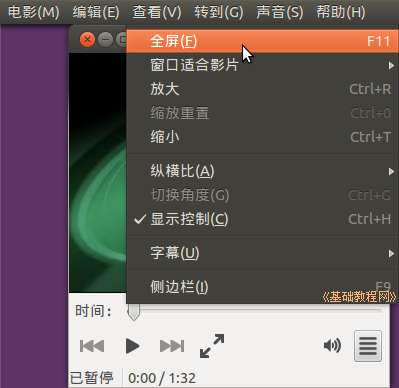 电影(M) 编辑(E) 查看(V) 转到(G) 声音(S) 帮助(H)
全屏(F) F11
窗口适合影片
放大 Ctrl+R
缩放重置 Ctrl+0
缩小 Ctrl+T
纵横比(A)
切换角度(G) Ctrl+G
显示控制(C) Ctrl+H
字幕(U)
侧边栏(I) F9
《基础教程网》
时间：
已暂停 0:00 / 1:32